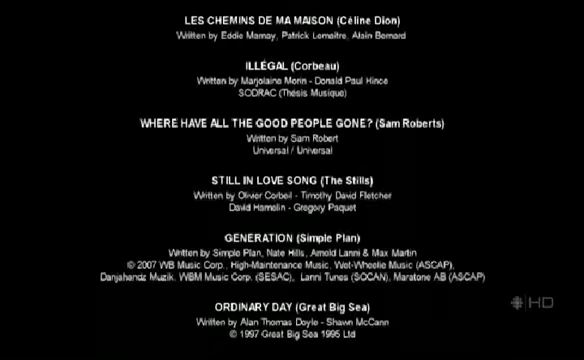 LES CHEMINS DE MA MAISON (Céline Dion)
Written by Eddie Marnay, Patrick Lemaitre, Alain Bernard
ILLÉGAL (Corbeau)
Written by Marjolaine Morin - Donald Paul Hince
SODRAC (Thésis Musique)
WHERE HAVE ALL THE GOOD PEOPLE GONE? (Sam Roberts)
Written by Sam Robert
Universal / Universal
STILL IN LOVE SONG (The Stills)
Written by Olivier Corbeil - Timothy David Fletcher
David Hamelin - Gregory Paquet
GENERATION (Simple Plan)
Written by Simple Plan, Nate Hills, Arnold Lanni & Max Martin
© 2007 WB Music Corp., High-Maintenance Music, Wet-Wheelie Music (ASCAP),
Danjahandz Muzik, WBM Music Corp. (SESAC), Lanni Tunes (SOCAN), Maratone AB (ASCAP)
ORDINARY DAY (Great Big Sea)
Written by Alan Thomas Doyle - Shawn McCann
© 1997 Great Big Sea 1995 Ltd
HD